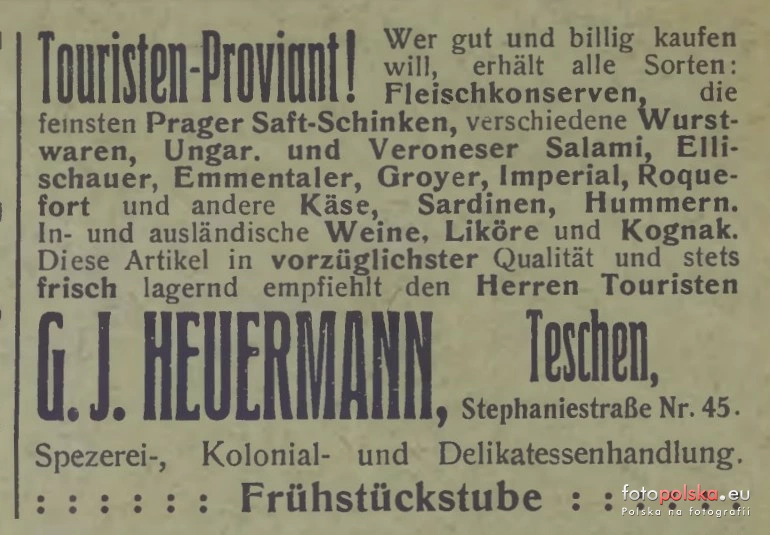 Touristen-Proviant!
Wer gut und billig kaufen
will, erhält alle Sorten:
Fleischkonserven, die
feinsten Prager Saft-Schinken, verschiedene Wurst-
waren, Ungar. und Veroneser Salami, Elli-
schauer, Emmentaler, Groyer, Imperial, Roque-
fort und andere Käse, Sardinen, Hummern.
In- und ausländische Weine, Liköre und Kognak.
Diese Artikel in vorzüglichster Qualität und stets
frisch lagernd empfiehlt den Herren Touristen
G. J. HEUERMANN, Teschen,
Stephaniestraße Nr. 45.
Spezerei-, Kolonial- und Delikatessenhandlung.
: : : : : : Frühstückstube : : : : : :
fotopolska.eu
Polska na fotografii